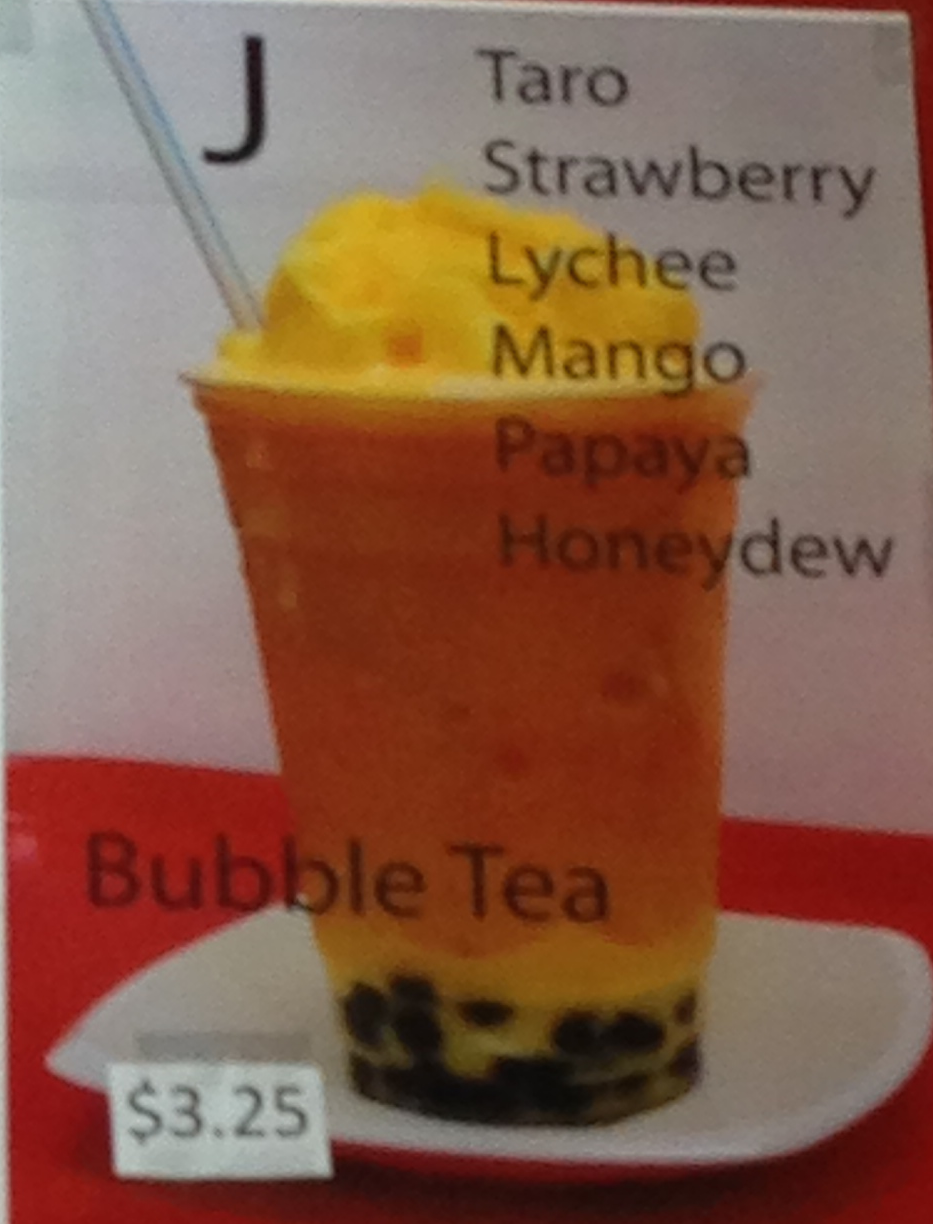 J
Taro
Strawberry
Lychee
Mango
Papaya
Honeydew
Bubble Tea
$3.25